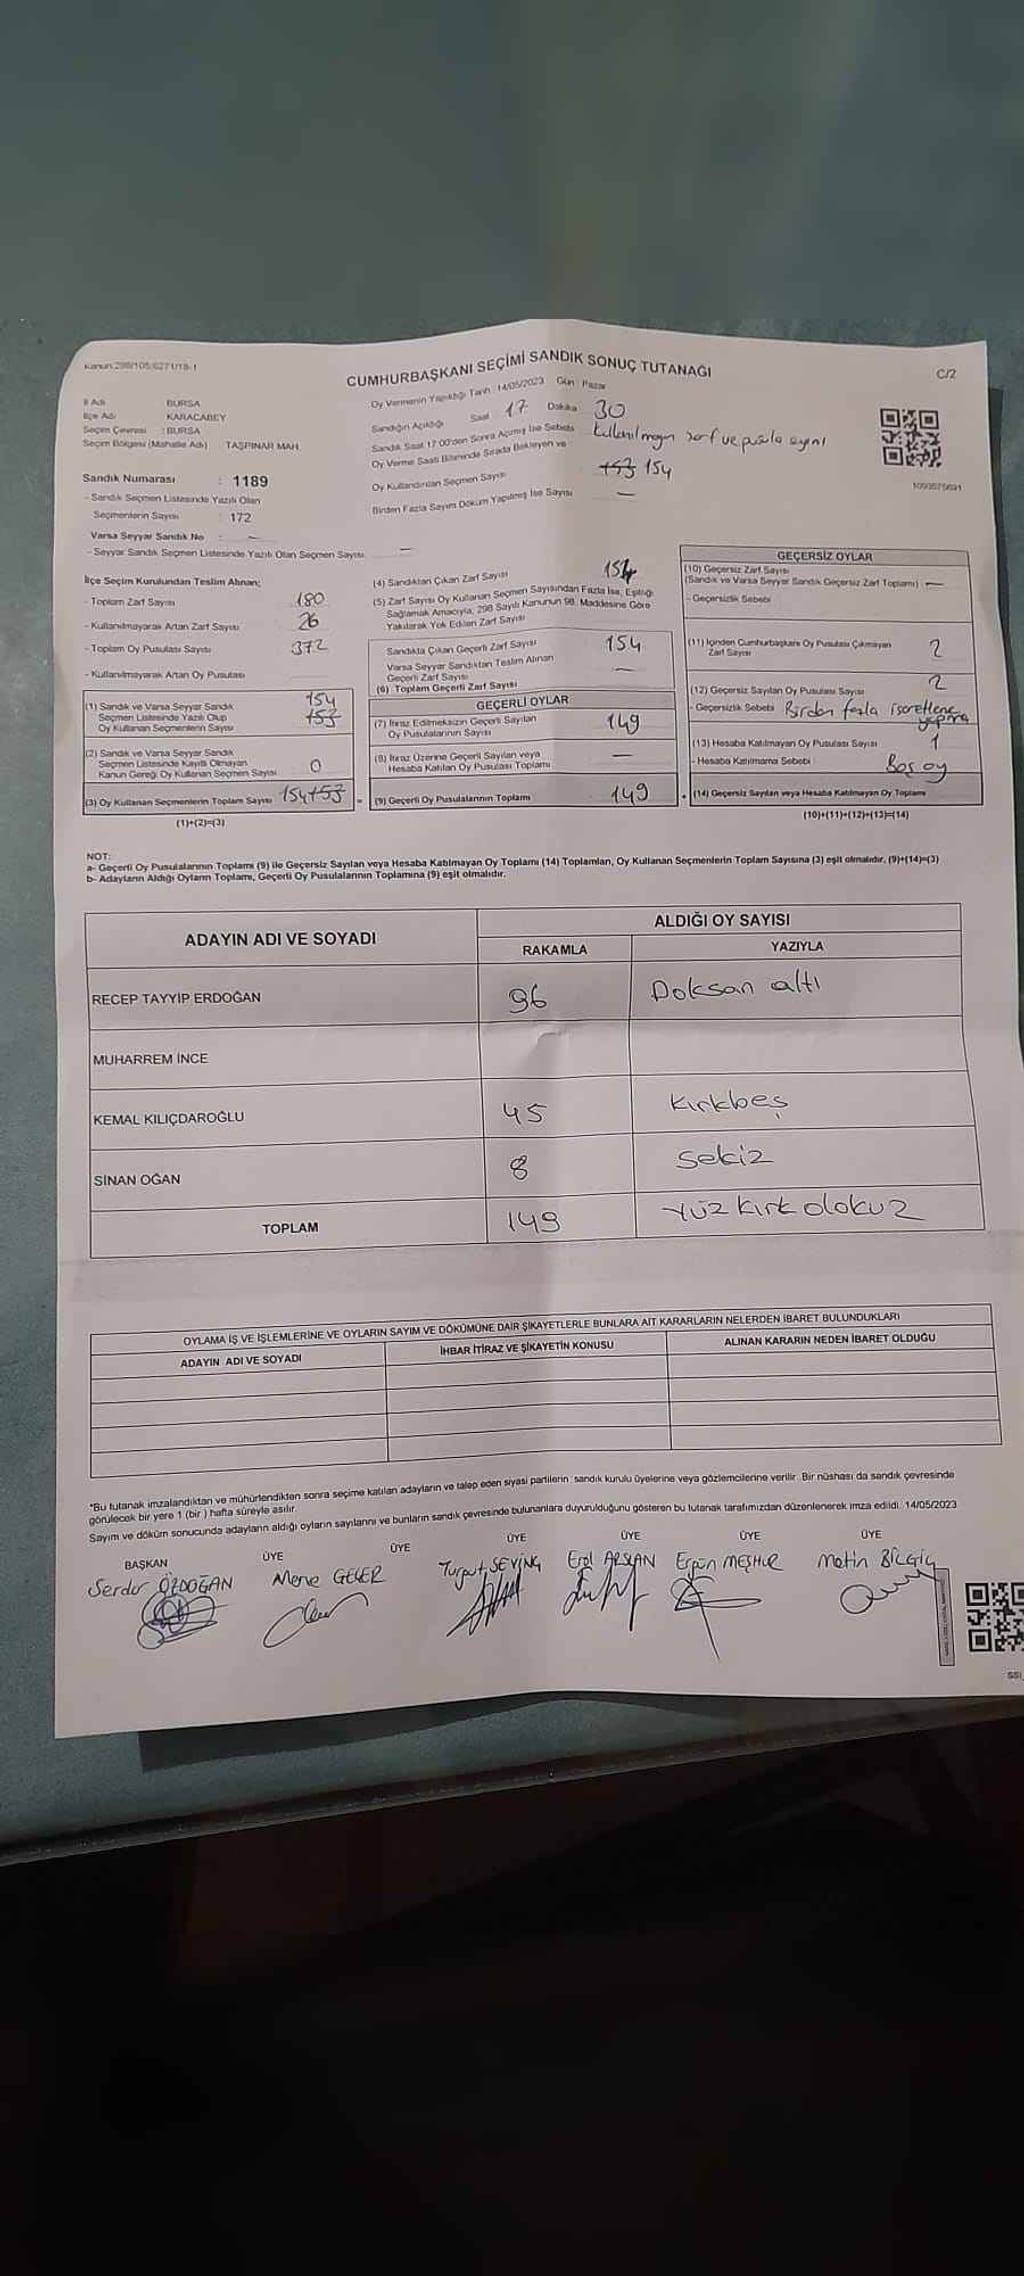 Kanun:298/105;6271/18-1
CUMHURBAŞKANI SEÇİMİ SANDIK SONUÇ TUTANAĞI
C/2
İl Adı BURSA
İlçe Adı KARACABEY
Seçim Çevresi : BURSA
Seçim Bölgesi (Mahalle Adı) TAŞPINAR MAH.
Sandık Numarası : 1189
- Sandık Seçmen Listesinde Yazılı Olan
Seçmenlerin Sayısı : 172
Varsa Seyyar Sandık No : —
- Seyyar Sandık Seçmen Listesinde Yazılı Olan Seçmen Sayısı —
Oy Vermenin Yapıldığı Tarih : 14/05/2023 Gün : Pazar
Sandığın Açıldığı Saat 17 Dakika 30
Sandık Saat 17:00'den Sonra Açılmış İse Sebebi Kullanılmayan zarf ve pusula sayımı
Oy Verme Saati Bitiminde Sırada Bekleyen ve
Oy Kullandırılan Seçmen Sayısı 153 154
Birden Fazla Sayım Döküm Yapılmış İse Sayısı —
1093575691
İlçe Seçim Kurulundan Teslim Alınan;
- Toplam Zarf Sayısı 180
- Kullanılmayarak Artan Zarf Sayısı 26
- Toplam Oy Pusulası Sayısı 372
- Kullanılmayarak Artan Oy Pusulası
(1) Sandık ve Varsa Seyyar Sandık
Seçmen Listesinde Yazılı Olup
Oy Kullanan Seçmenlerin Sayısı 154 153
(2) Sandık ve Varsa Seyyar Sandık
Seçmen Listesinde Kayıtlı Olmayan
Kanun Gereği Oy Kullanan Seçmen Sayısı 0
(3) Oy Kullanan Seçmenlerin Toplam Sayısı 154 153
(1)+(2)=(3)
(4) Sandıktan Çıkan Zarf Sayısı 154
(5) Zarf Sayısı Oy Kullanan Seçmen Sayısından Fazla İse, Eşitliği
Sağlamak Amacıyla, 298 Sayılı Kanunun 98. Maddesine Göre
Yakılarak Yok Edilen Zarf Sayısı
Sandıkta Çıkan Geçerli Zarf Sayısı 154
Varsa Seyyar Sandıktan Teslim Alınan
Geçerli Zarf Sayısı —
(6) Toplam Geçerli Zarf Sayısı
GEÇERLİ OYLAR
(7) İtiraz Edilmeksizin Geçerli Sayılan
Oy Pusulalarının Sayısı 149
(8) İtiraz Üzerine Geçerli Sayılan veya
Hesaba Katılan Oy Pusulası Toplamı —
(9) Geçerli Oy Pusulalarının Toplamı 149
GEÇERSİZ OYLAR
(10) Geçersiz Zarf Sayısı
(Sandık ve Varsa Seyyar Sandık Geçersiz Zarf Toplamı) —
- Geçersizlik Sebebi
(11) İçinden Cumhurbaşkanı Oy Pusulası Çıkmayan
Zarf Sayısı 2
(12) Geçersiz Sayılan Oy Pusulası Sayısı 2
- Geçersizlik Sebebi Birden fazla işaretleme
yapma
(13) Hesaba Katılmayan Oy Pusulası Sayısı 1
- Hesaba Katılmama Sebebi Boş oy
(14) Geçersiz Sayılan veya Hesaba Katılmayan Oy Toplamı
(10)+(11)+(12)+(13)=(14)
NOT:
a- Geçerli Oy Pusulalarının Toplamı (9) ile Geçersiz Sayılan veya Hesaba Katılmayan Oy Toplamı (14) Toplamları, Oy Kullanan Seçmenlerin Toplam Sayısına (3) eşit olmalıdır. (9)+(14)=(3)
b- Adayların Aldığı Oyların Toplamı, Geçerli Oy Pusulalarının Toplamına (9) eşit olmalıdır.
ADAYIN ADI VE SOYADI
ALDIĞI OY SAYISI
RAKAMLA YAZIYLA
RECEP TAYYİP ERDOĞAN 96 Doksan altı
MUHARREM İNCE
KEMAL KILIÇDAROĞLU 45 Kırkbeş
SİNAN OĞAN 8 Sekiz
TOPLAM 149 Yüz kırk dokuz
OYLAMA İŞ VE İŞLEMLERİNE VE OYLARIN SAYIM VE DÖKÜMÜNE DAİR ŞİKAYETLERLE BUNLARA AİT KARARLARIN NELERDEN İBARET BULUNDUKLARI
ADAYIN ADI VE SOYADI İHBAR İTİRAZ VE ŞİKAYETİN KONUSU ALINAN KARARIN NEDEN İBARET OLDUĞU
*Bu tutanak imzalandıktan ve mühürlendikten sonra seçime katılan adayların ve talep eden siyasi partilerin sandık kurulu üyelerine veya gözlemcilerine verilir. Bir nüshası da sandık çevresinde
görülecek bir yere 1 (bir) hafta süreyle asılır.
Sayım ve döküm sonucunda adayların aldığı oyların sayılarını ve bunların sandık çevresinde bulunanlara duyurulduğunu gösteren bu tutanak tarafımızdan düzenlenerek imza edildi. 14/05/2023
BAŞKAN ÜYE ÜYE ÜYE ÜYE ÜYE ÜYE
Serdar ÖZDOĞAN Merve GEÇER Turgut SEVİNÇ Erol ARSLAN Ergün MEŞHUR Metin BİLGİÇ